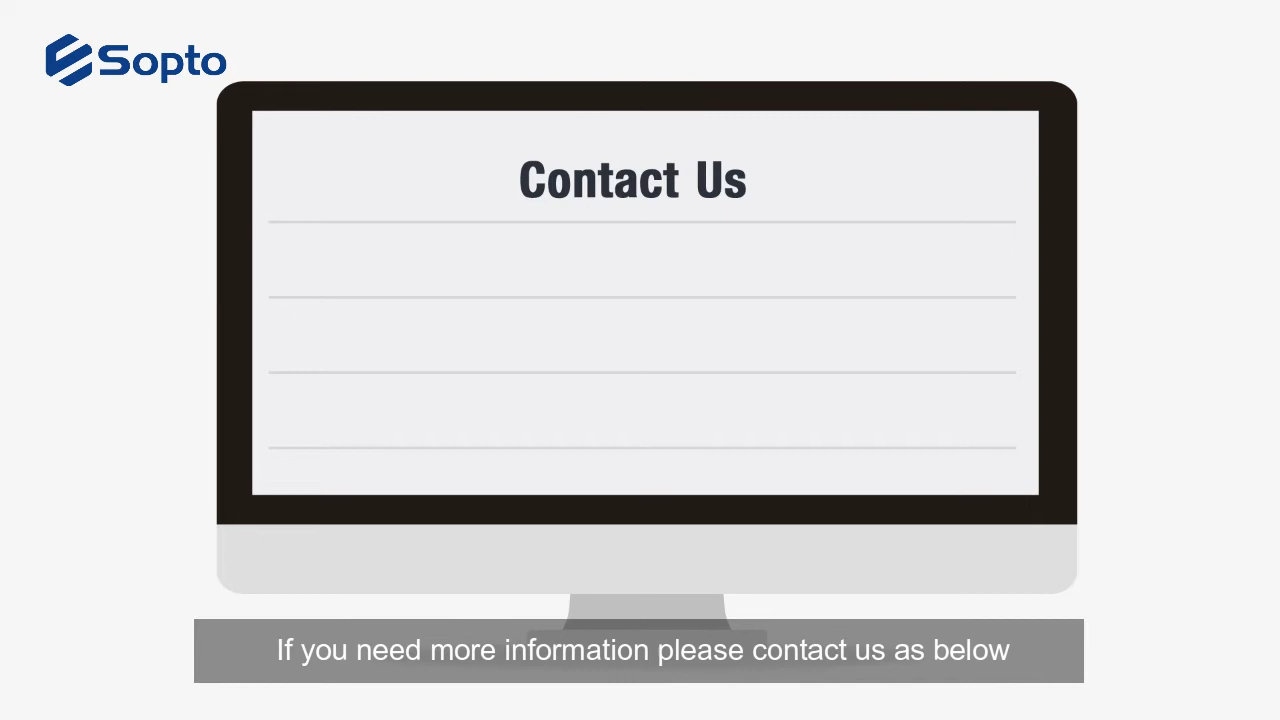 Sopto
Contact Us
If you need more information please contact us as below